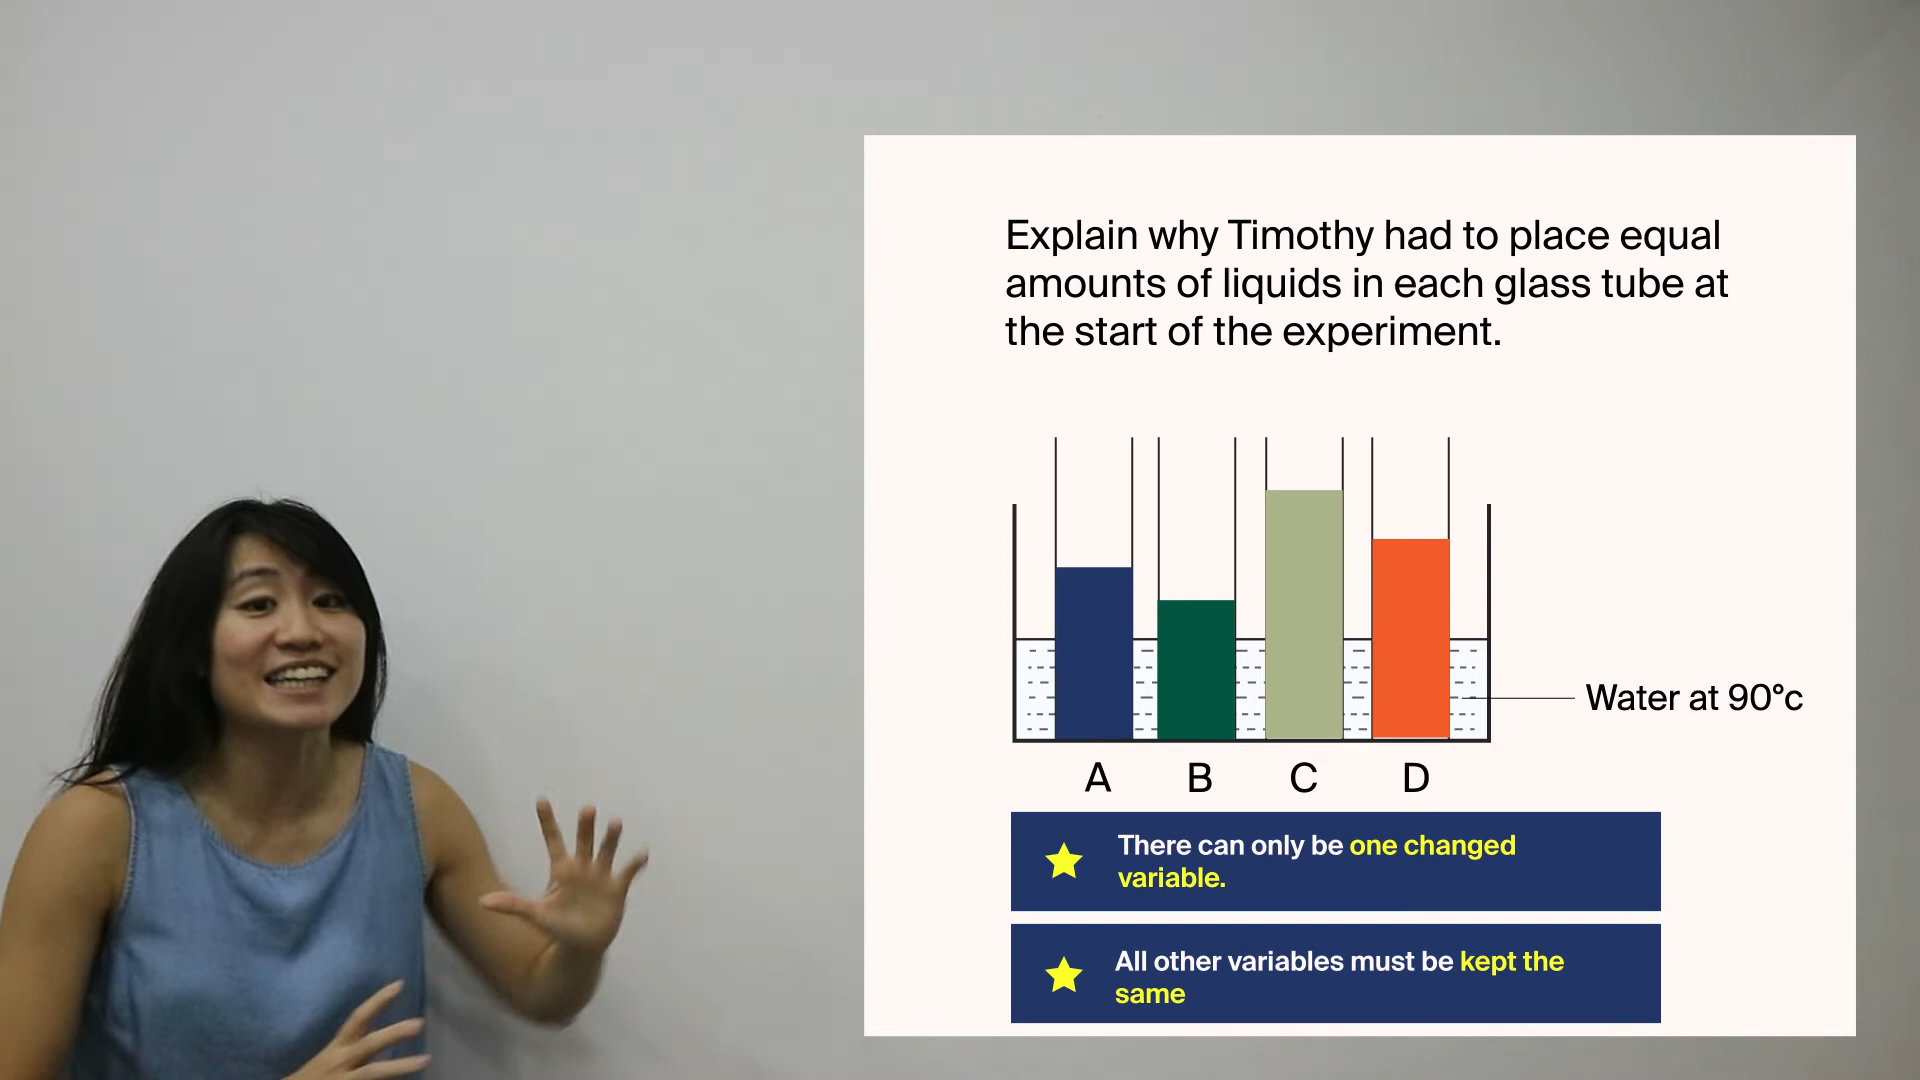 Explain why Timothy had to place equal
amounts of liquids in each glass tube at
the start of the experiment.
Water at 90°c
A B C D
There can only be one changed
variable.
All other variables must be kept the
same